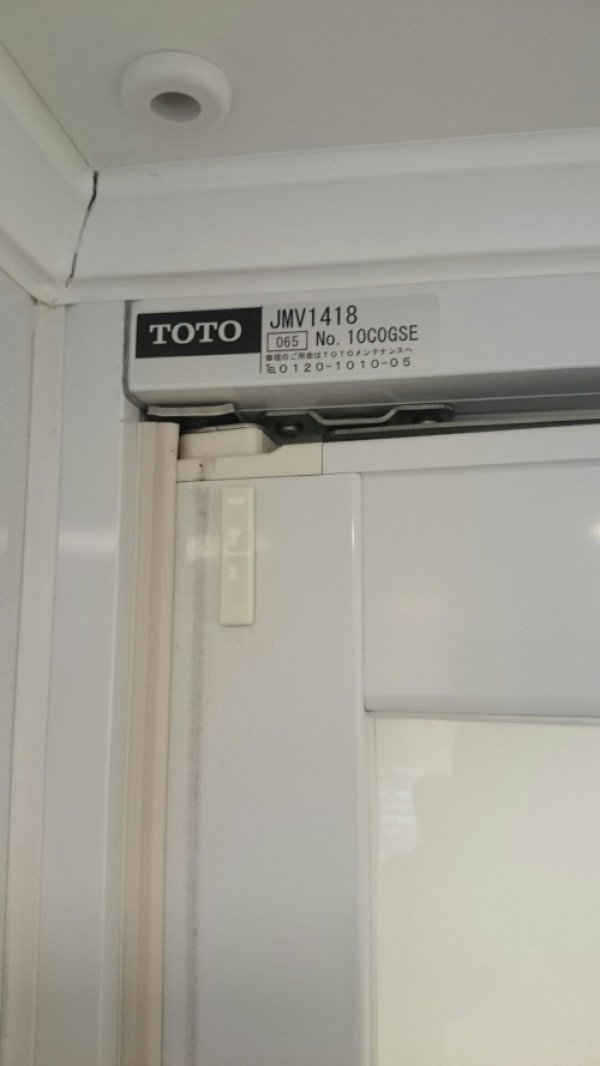 TOTO
JMV1418
065 No. 10C0GSE
修理のご用命はTOTOメンテナンスへ
℡0120-1010-05